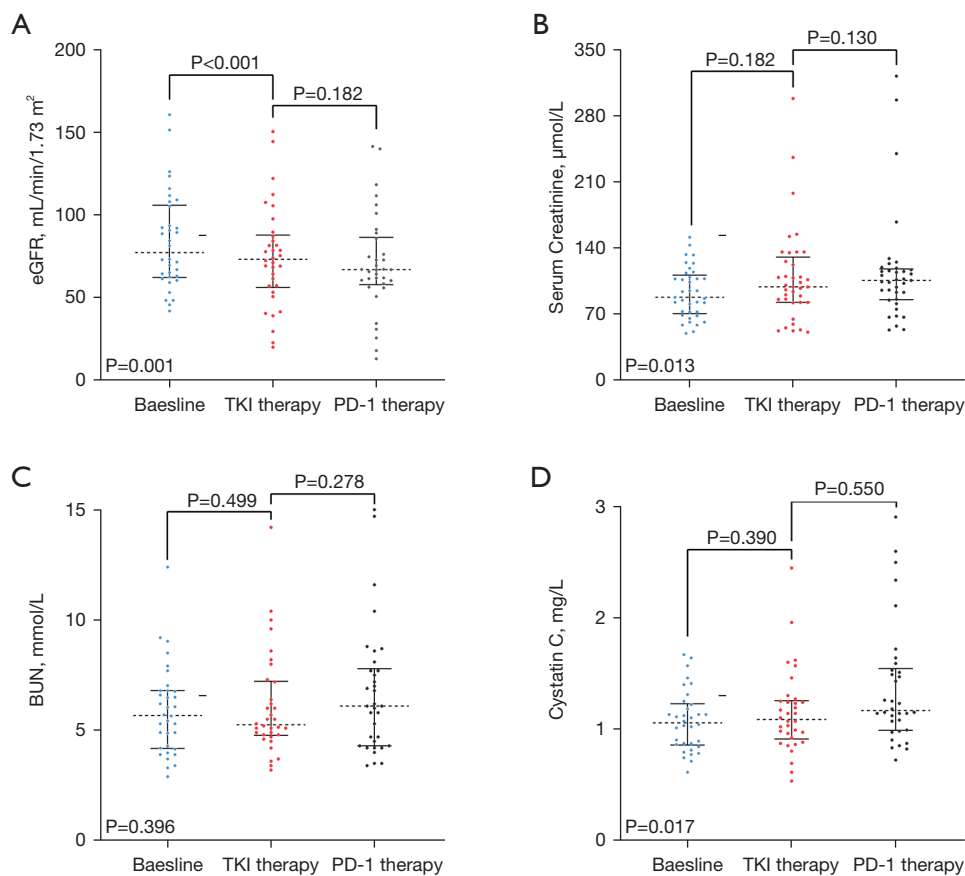 A
eGFR, mL/min/1.73 m²
200
150
100
50
0
P<0.001
P=0.182
P=0.001
Baesline
TKI therapy
PD-1 therapy
B
Serum Creatinine, μmol/L
350
280
210
140
70
0
P=0.182
P=0.130
P=0.013
Baseline
TKI therapy
PD-1 therapy
C
BUN, mmol/L
15
10
5
0
P=0.499
P=0.278
P=0.396
Baseline
TKI therapy
PD-1 therapy
D
Cystatin C, mg/L
3
2
1
0
P=0.390
P=0.550
P=0.017
Baseline
TKI therapy
PD-1 therapy